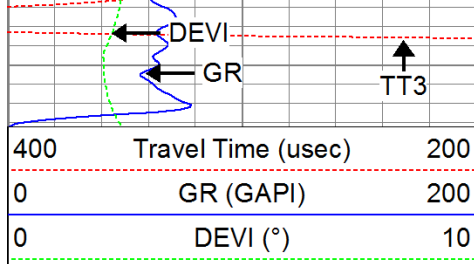 DEVI
GR
TT3
400 Travel Time (usec) 200
0 GR (GAPI) 200
0 DEVI (°) 10